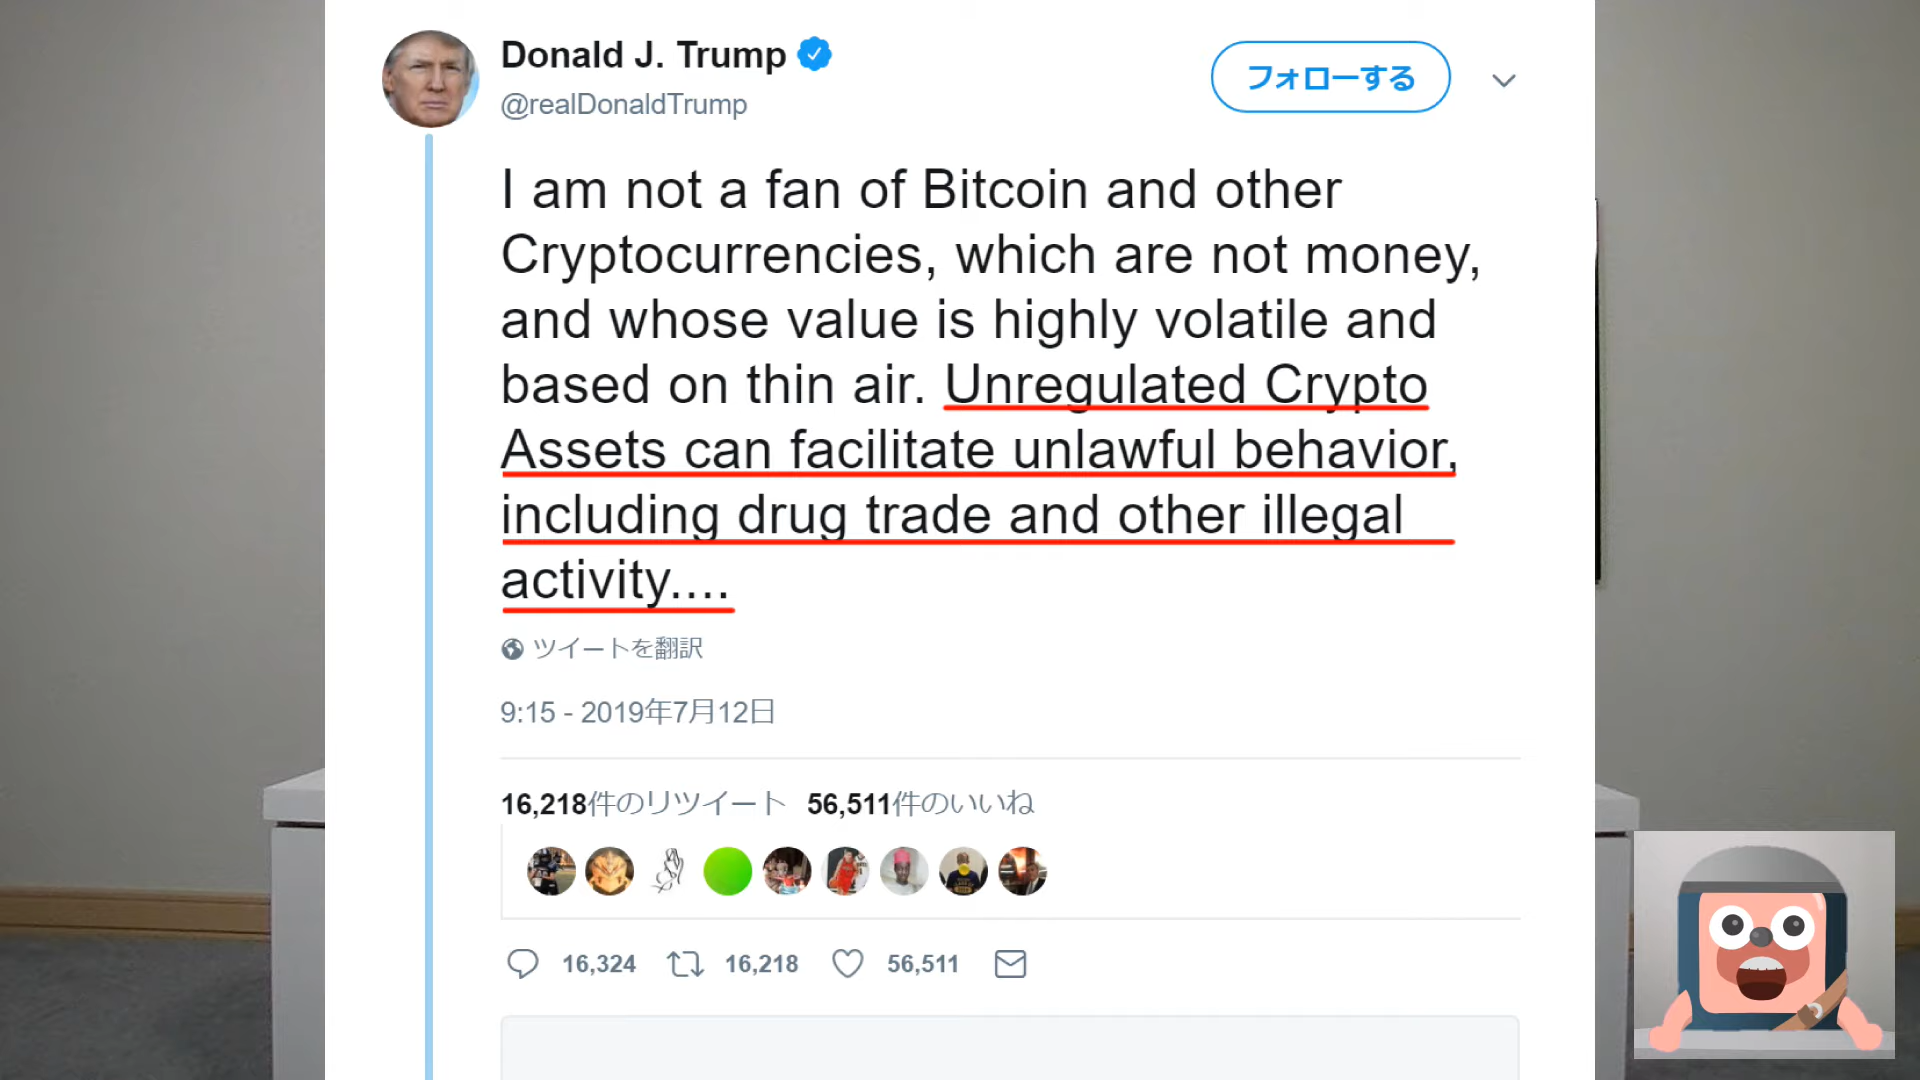 Donald J. Trump
@realDonaldTrump
フォローする
I am not a fan of Bitcoin and other
Cryptocurrencies, which are not money,
and whose value is highly volatile and
based on thin air. Unregulated Crypto
Assets can facilitate unlawful behavior,
including drug trade and other illegal
activity....
ツイートを翻訳
9:15 - 2019年7月12日
16,218件のリツイート 56,511件のいいね
16,324 16,218 56,511